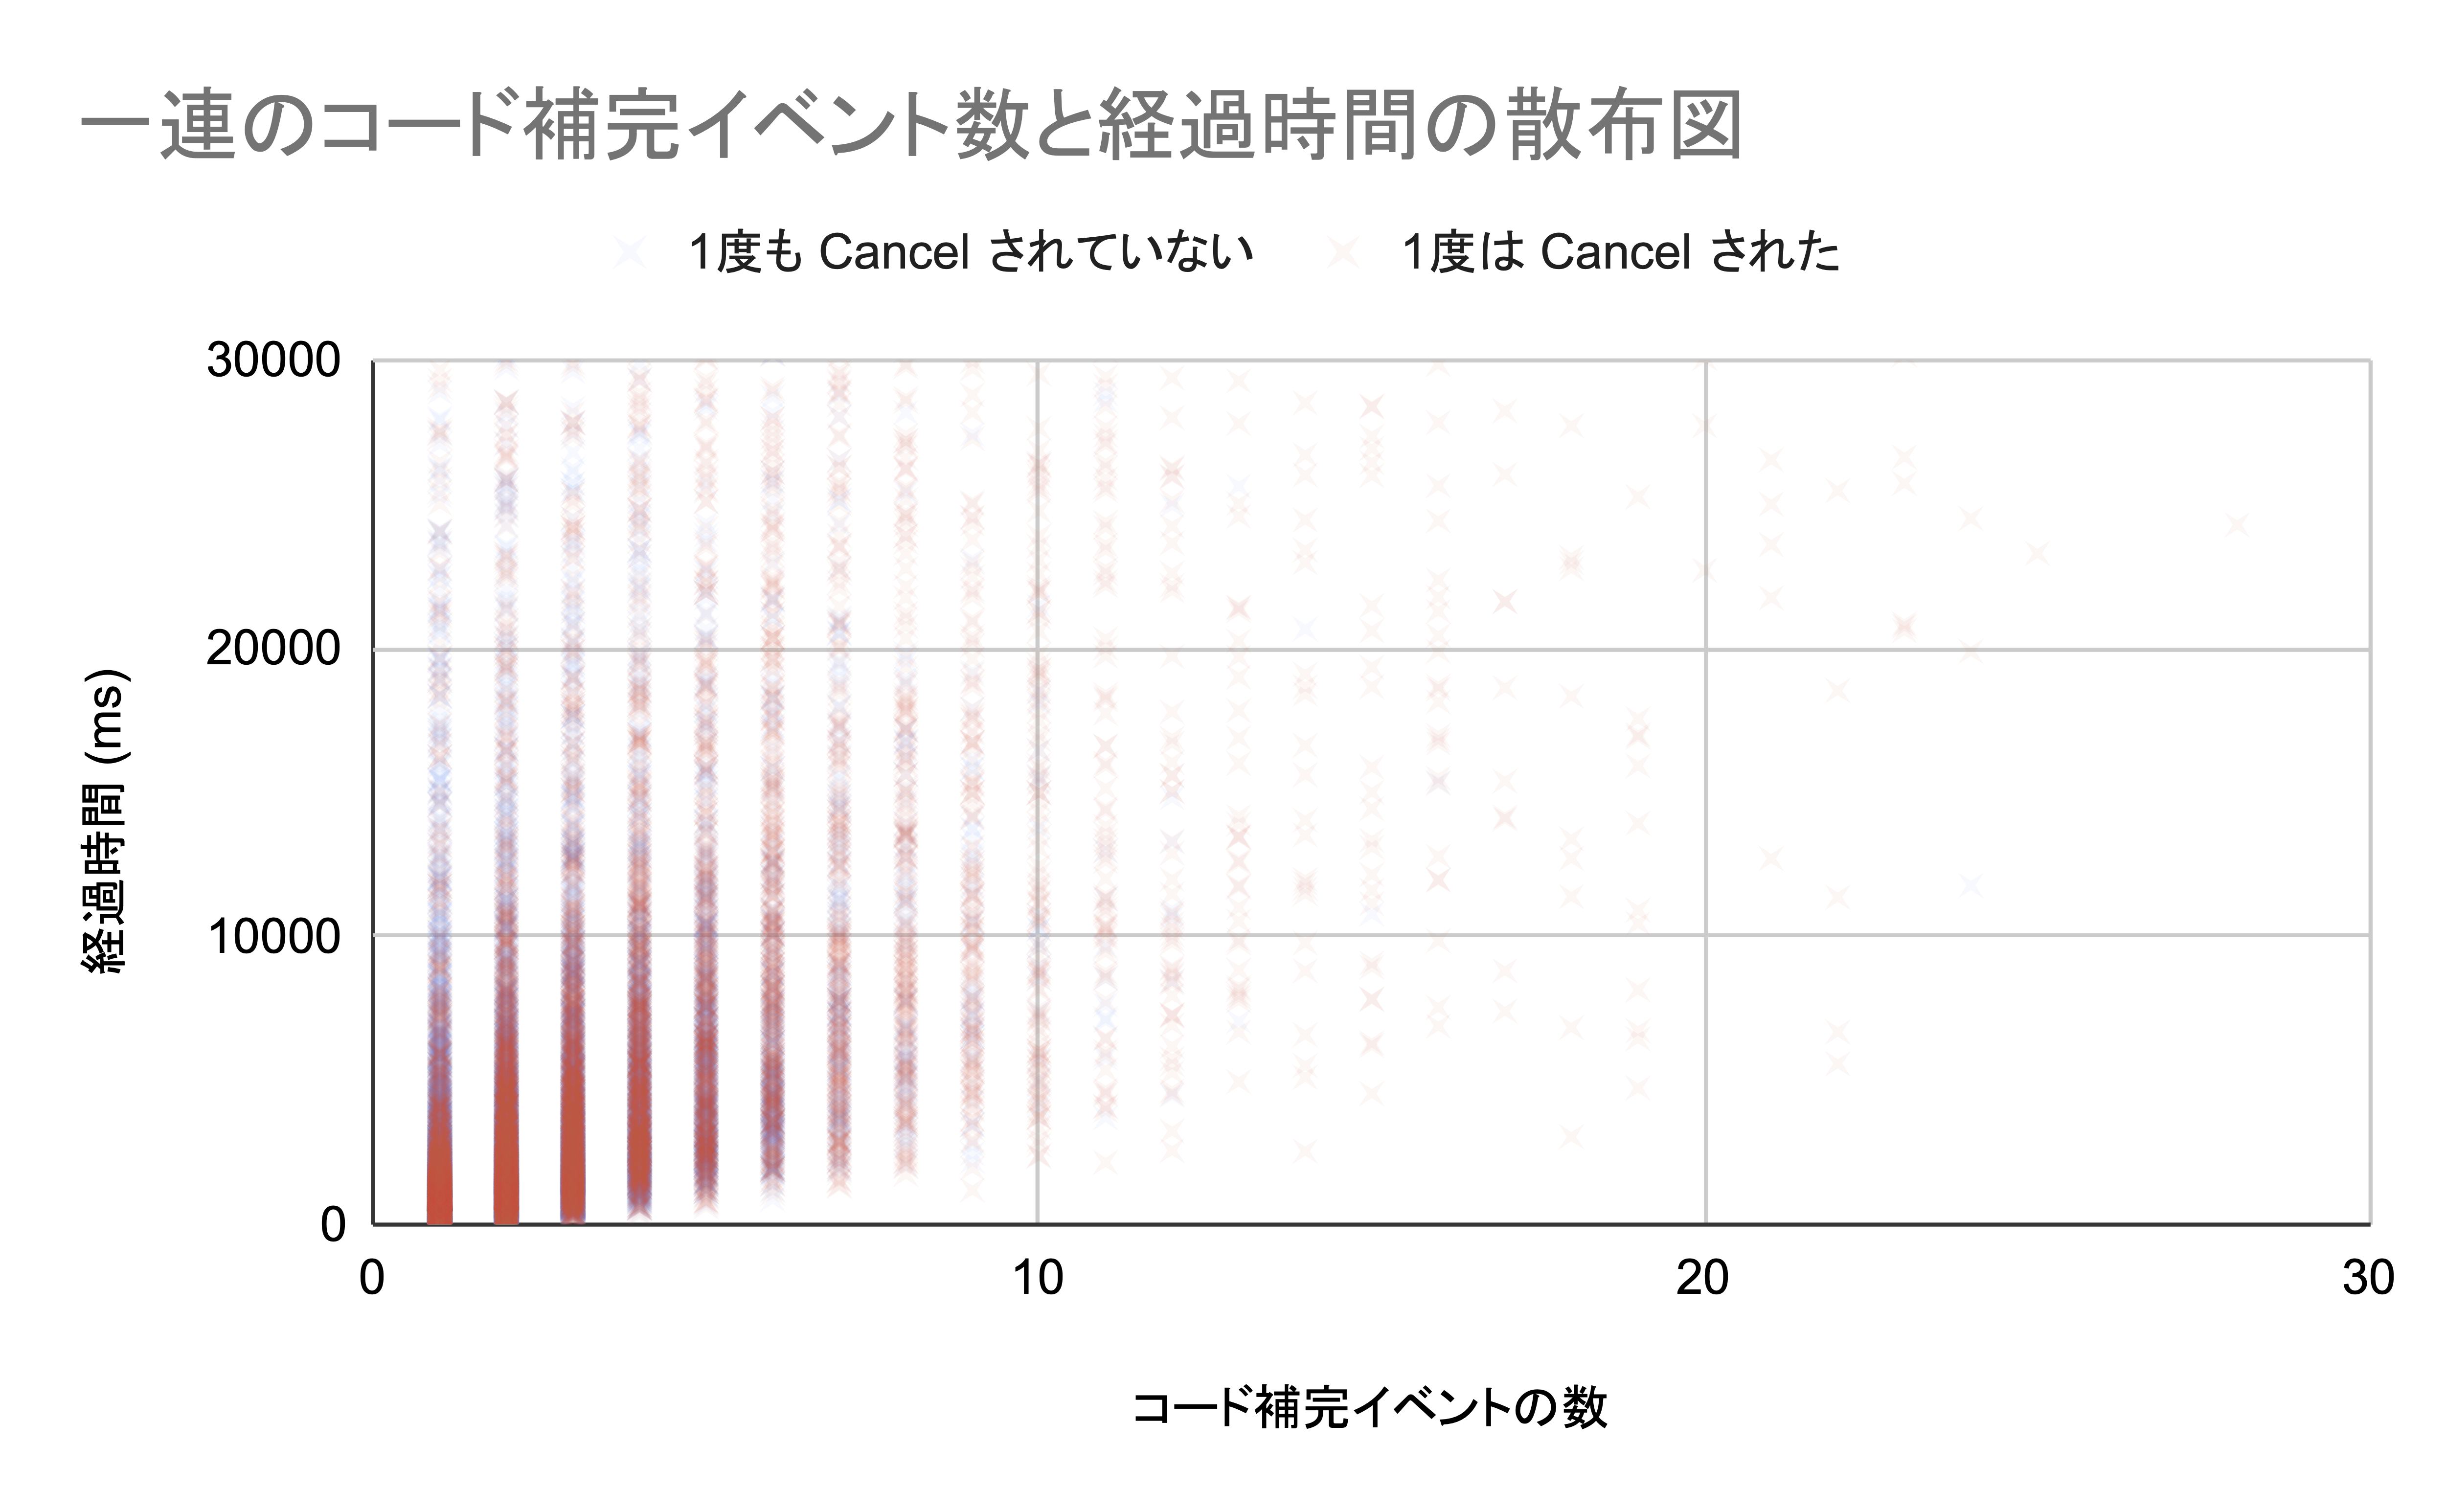 一連のコード補完イベント数と経過時間の散布図
1度も Cancel されていない 1度は Cancel された
30000
20000
10000
0
経過時間 (ms)
0 10 20 30
コード補完イベントの数